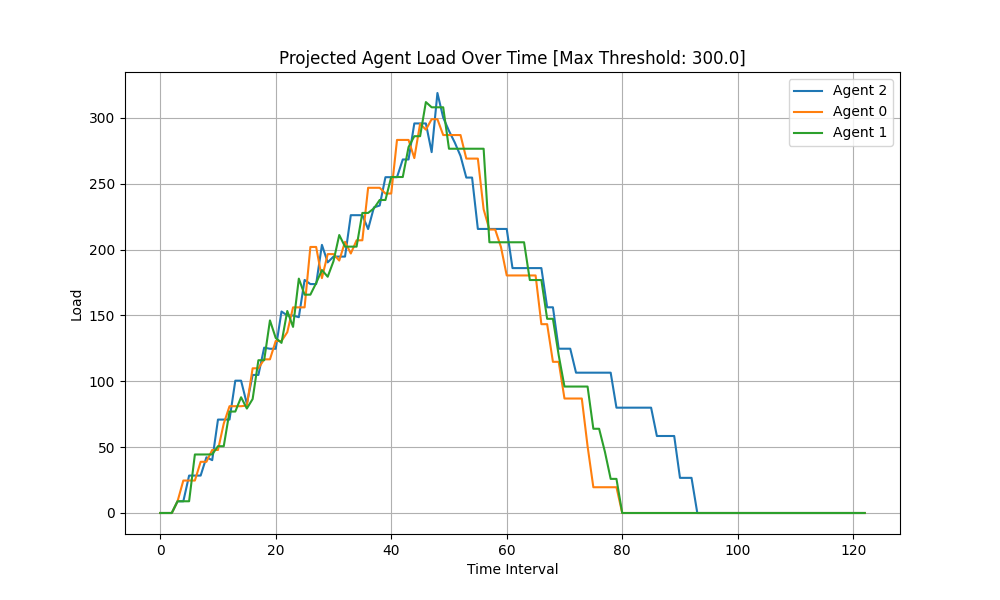 Projected Agent Load Over Time [Max Threshold: 300.0]
Agent 2
Agent 0
Agent 1
Load
300
250
200
150
100
50
0
0 20 40 60 80 100 120
Time Interval